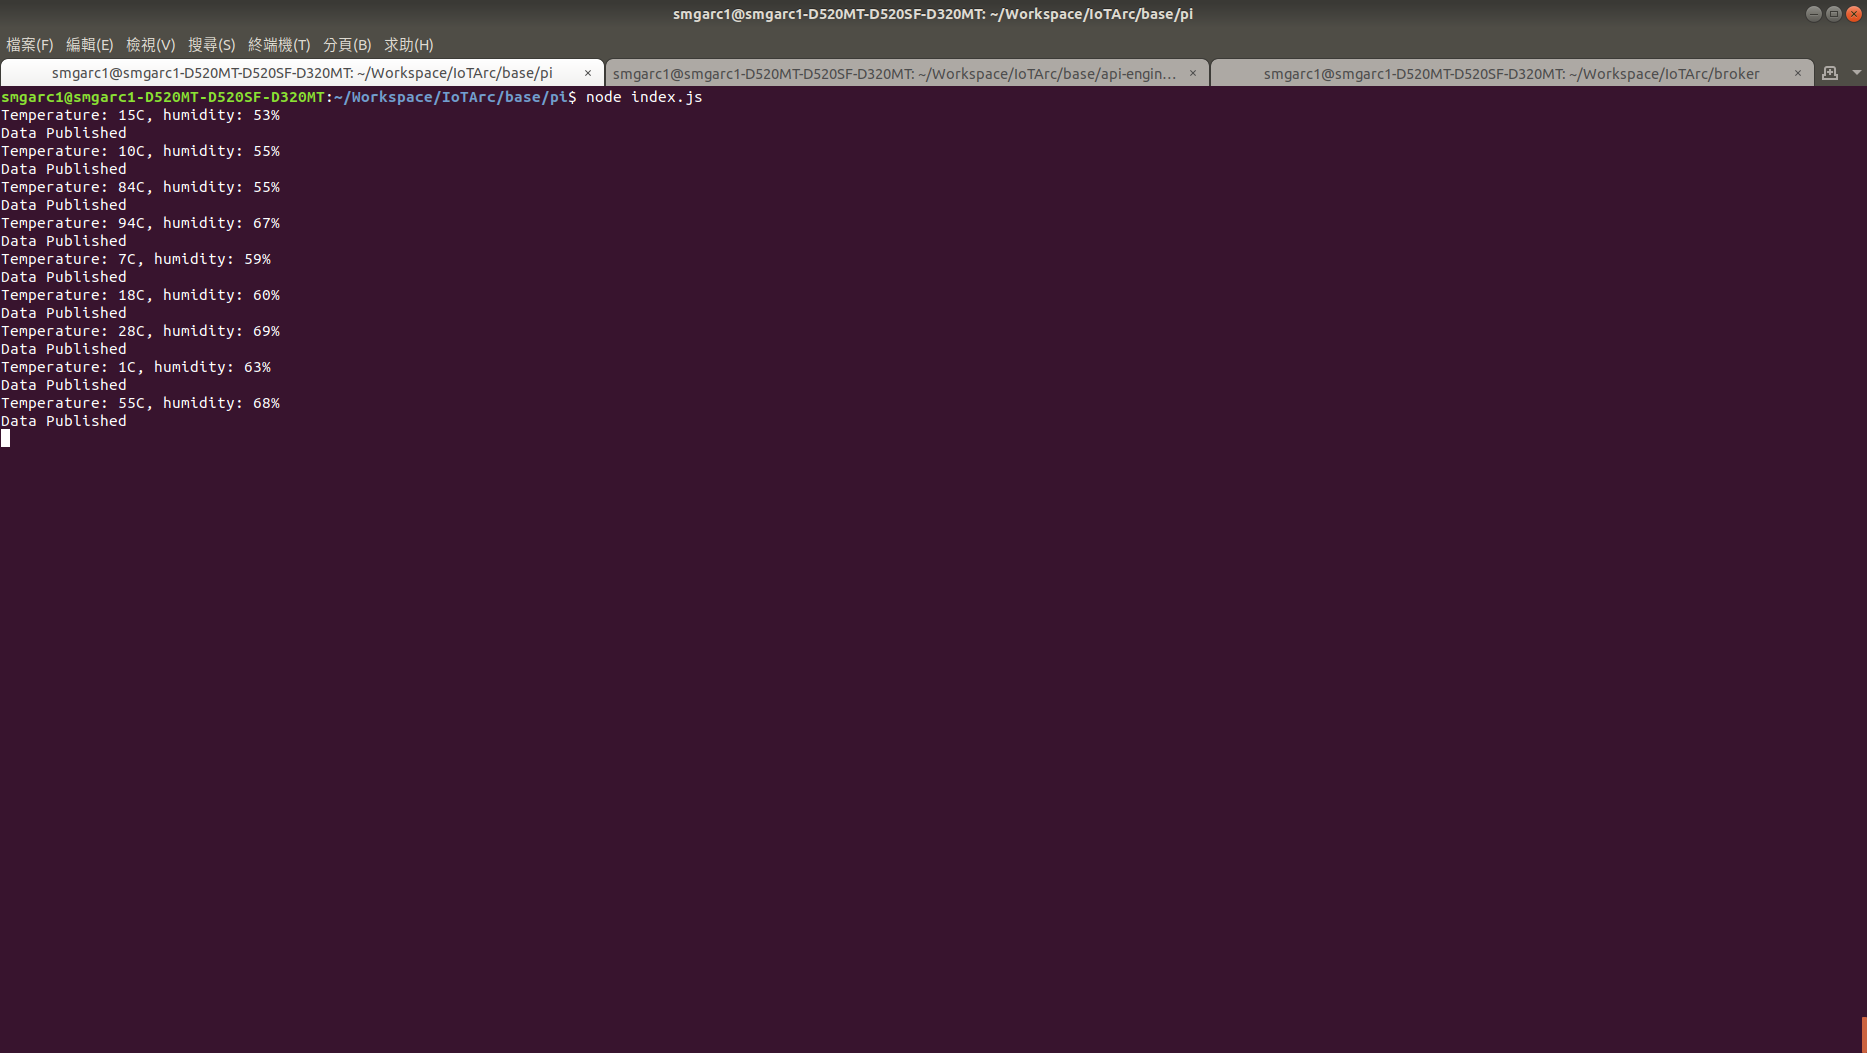 smgarc1@smgarc1-D520MT-D520SF-D320MT: ~/Workspace/IoTArc/base/pi
檔案(F) 編輯(E) 檢視(V) 搜尋(S) 終端機(T) 分頁(B) 求助(H)
smgarc1@smgarc1-D520MT-D520SF-D320MT: ~/Workspace/IoTArc/base/pi × smgarc1@smgarc1-D520MT-D520SF-D320MT: ~/Workspace/IoTArc/base/api-engin... × smgarc1@smgarc1-D520MT-D520SF-D320MT: ~/Workspace/IoTArc/broker ×
smgarc1@smgarc1-D520MT-D520SF-D320MT:~/Workspace/IoTArc/base/pi$ node index.js
Temperature: 15C, humidity: 53%
Data Published
Temperature: 10C, humidity: 55%
Data Published
Temperature: 84C, humidity: 55%
Data Published
Temperature: 94C, humidity: 67%
Data Published
Temperature: 7C, humidity: 59%
Data Published
Temperature: 18C, humidity: 60%
Data Published
Temperature: 28C, humidity: 69%
Data Published
Temperature: 1C, humidity: 63%
Data Published
Temperature: 55C, humidity: 68%
Data Published